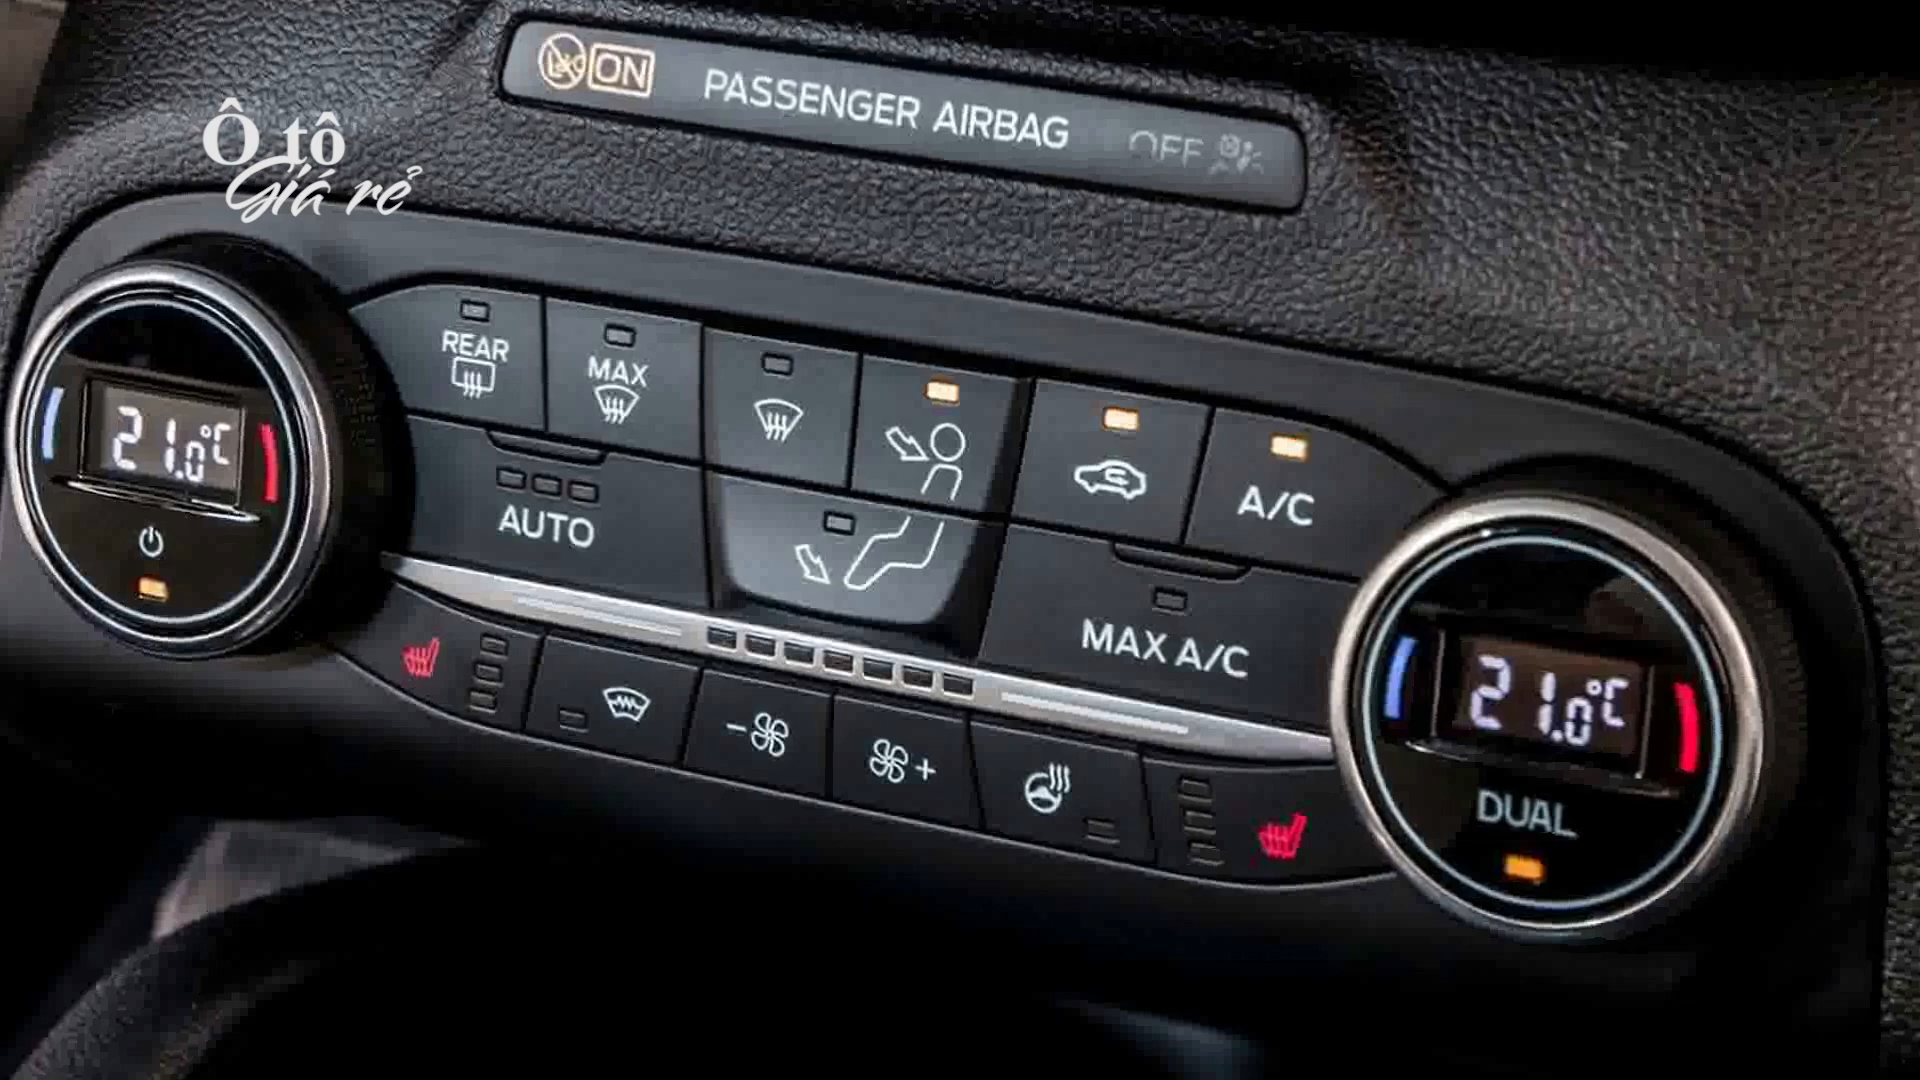 ON PASSENGER AIRBAG OFF
Ô tô
Giá rẻ
REAR
MAX
21.0°C
AUTO
A/C
MAX A/C
21.0°C
DUAL